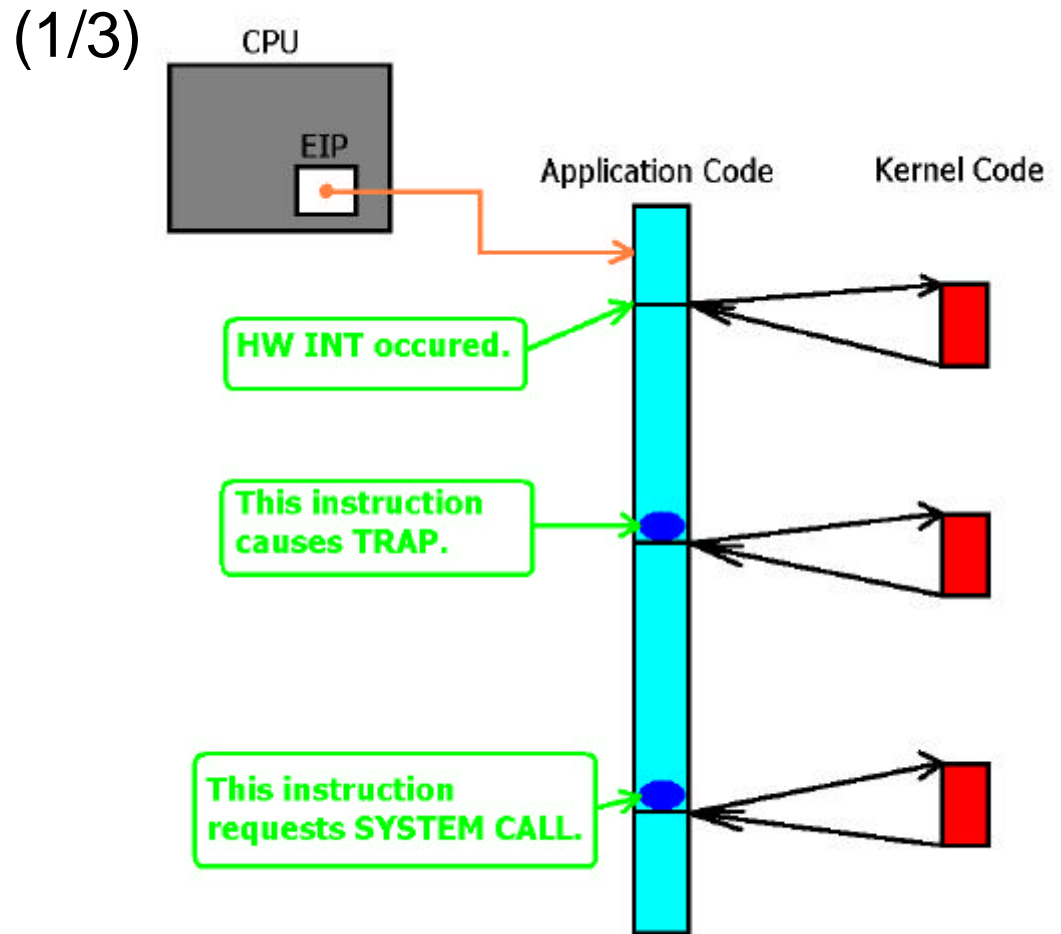 (1/3)
CPU
EIP
Application Code
Kernel Code
HW INT occured.
This instruction
causes TRAP.
This instruction
requests SYSTEM CALL.